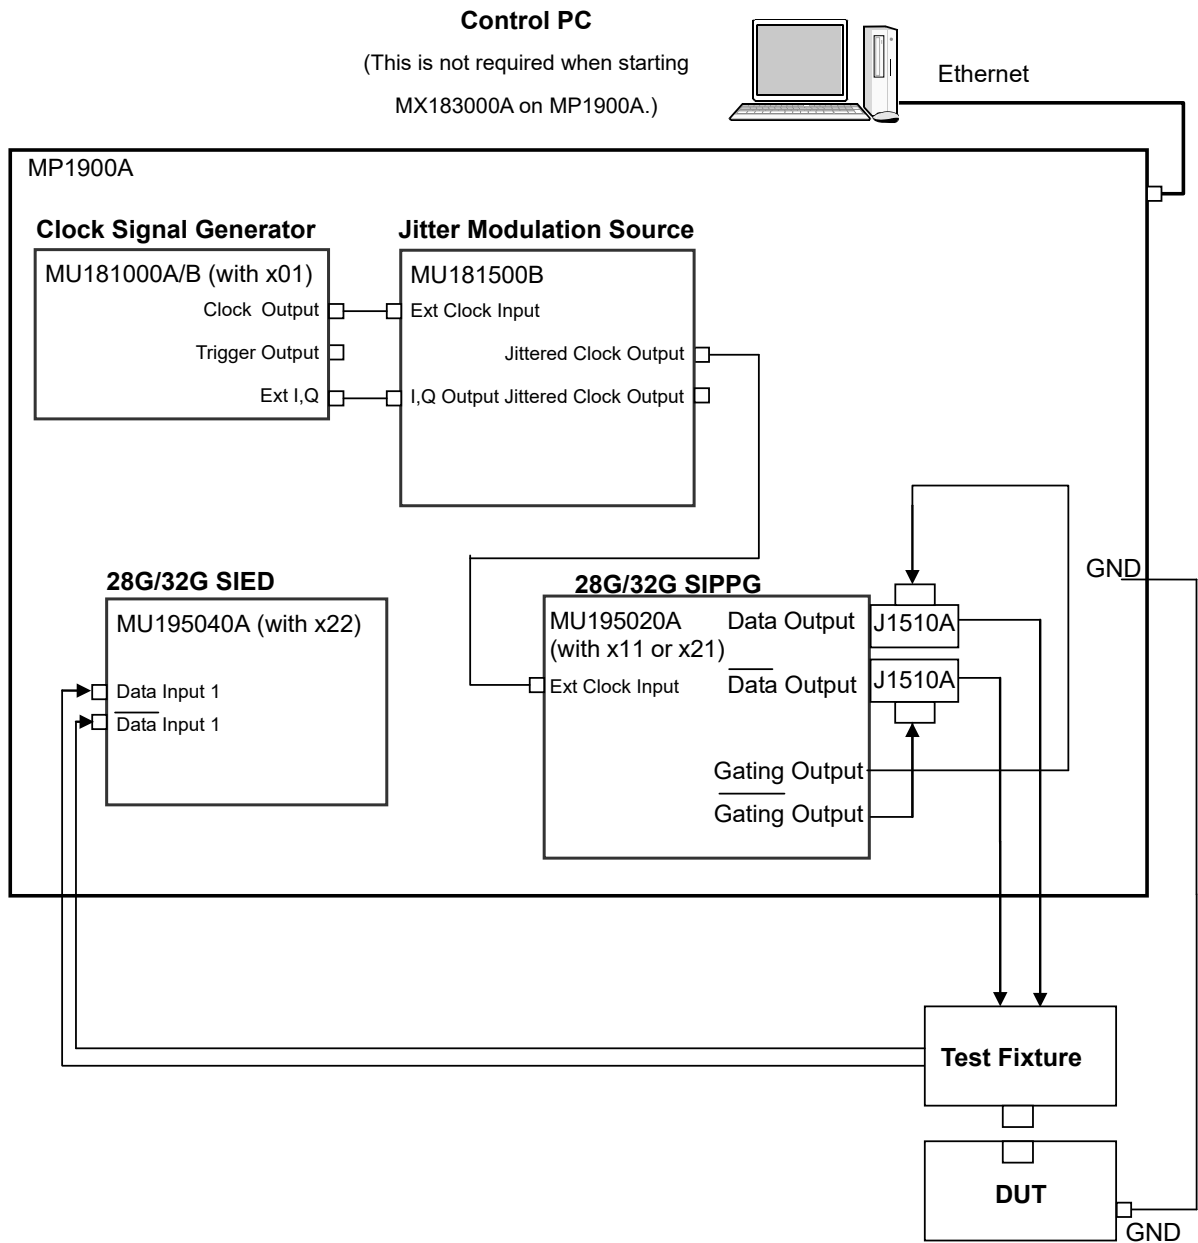 Control PC
(This is not required when starting
MX183000A on MP1900A.)
Ethernet
MP1900A
Clock Signal Generator
MU181000A/B (with x01)
Clock Output
Trigger Output
Ext I,Q
Jitter Modulation Source
MU181500B
Ext Clock Input
Jittered Clock Output
I,Q Output Jittered Clock Output
GND
28G/32G SIED
MU195040A (with x22)
Data Input 1
Data Input 1
28G/32G SIPPG
MU195020A
(with x11 or x21)
Ext Clock Input
Data Output
Data Output
J1510A
J1510A
Gating Output
Gating Output
Test Fixture
DUT
GND